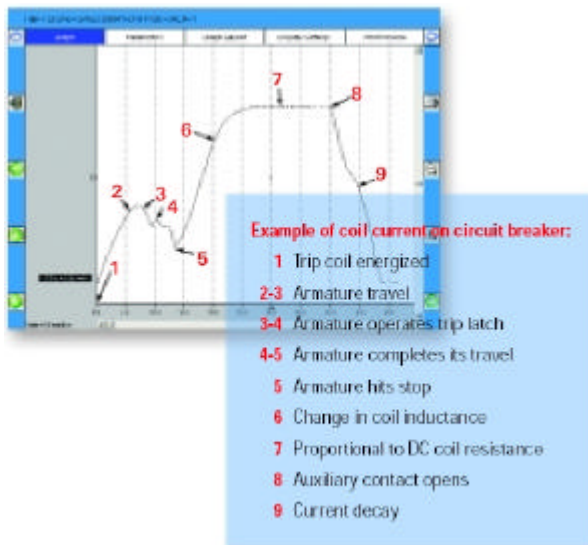 7
8
6
9
2
3
4
5
1
Example of coil current on circuit breaker:
1 Trip coil energized
2-3 Armature travel
3-4 Armature operates trip latch
4-5 Armature completes its travel
5 Armature hits stop
6 Change in coil inductance
7 Proportional to DC coil resistance
8 Auxiliary contact opens
9 Current decay